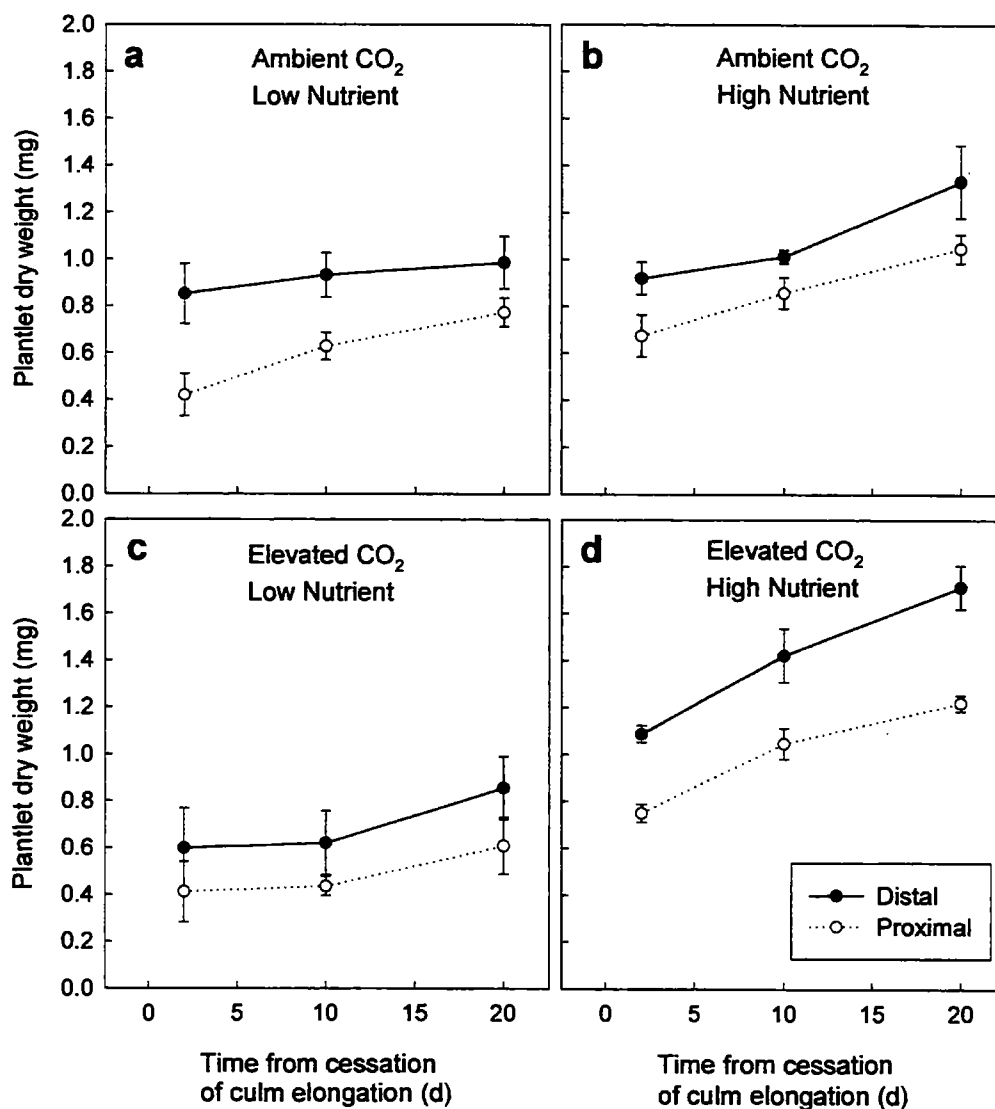 a
Ambient CO₂
Low Nutrient
b
Ambient CO₂
High Nutrient
Plantlet dry weight (mg)
2.0
1.8
1.6
1.4
1.2
1.0
0.8
0.6
0.4
0.2
0.0
c
Elevated CO₂
Low Nutrient
d
Elevated CO₂
High Nutrient
Plantlet dry weight (mg)
2.0
1.8
1.6
1.4
1.2
1.0
0.8
0.6
0.4
0.2
0.0
Distal
Proximal
0 5 10 15 20
0 5 10 15 20
Time from cessation
of culm elongation (d)
Time from cessation
of culm elongation (d)